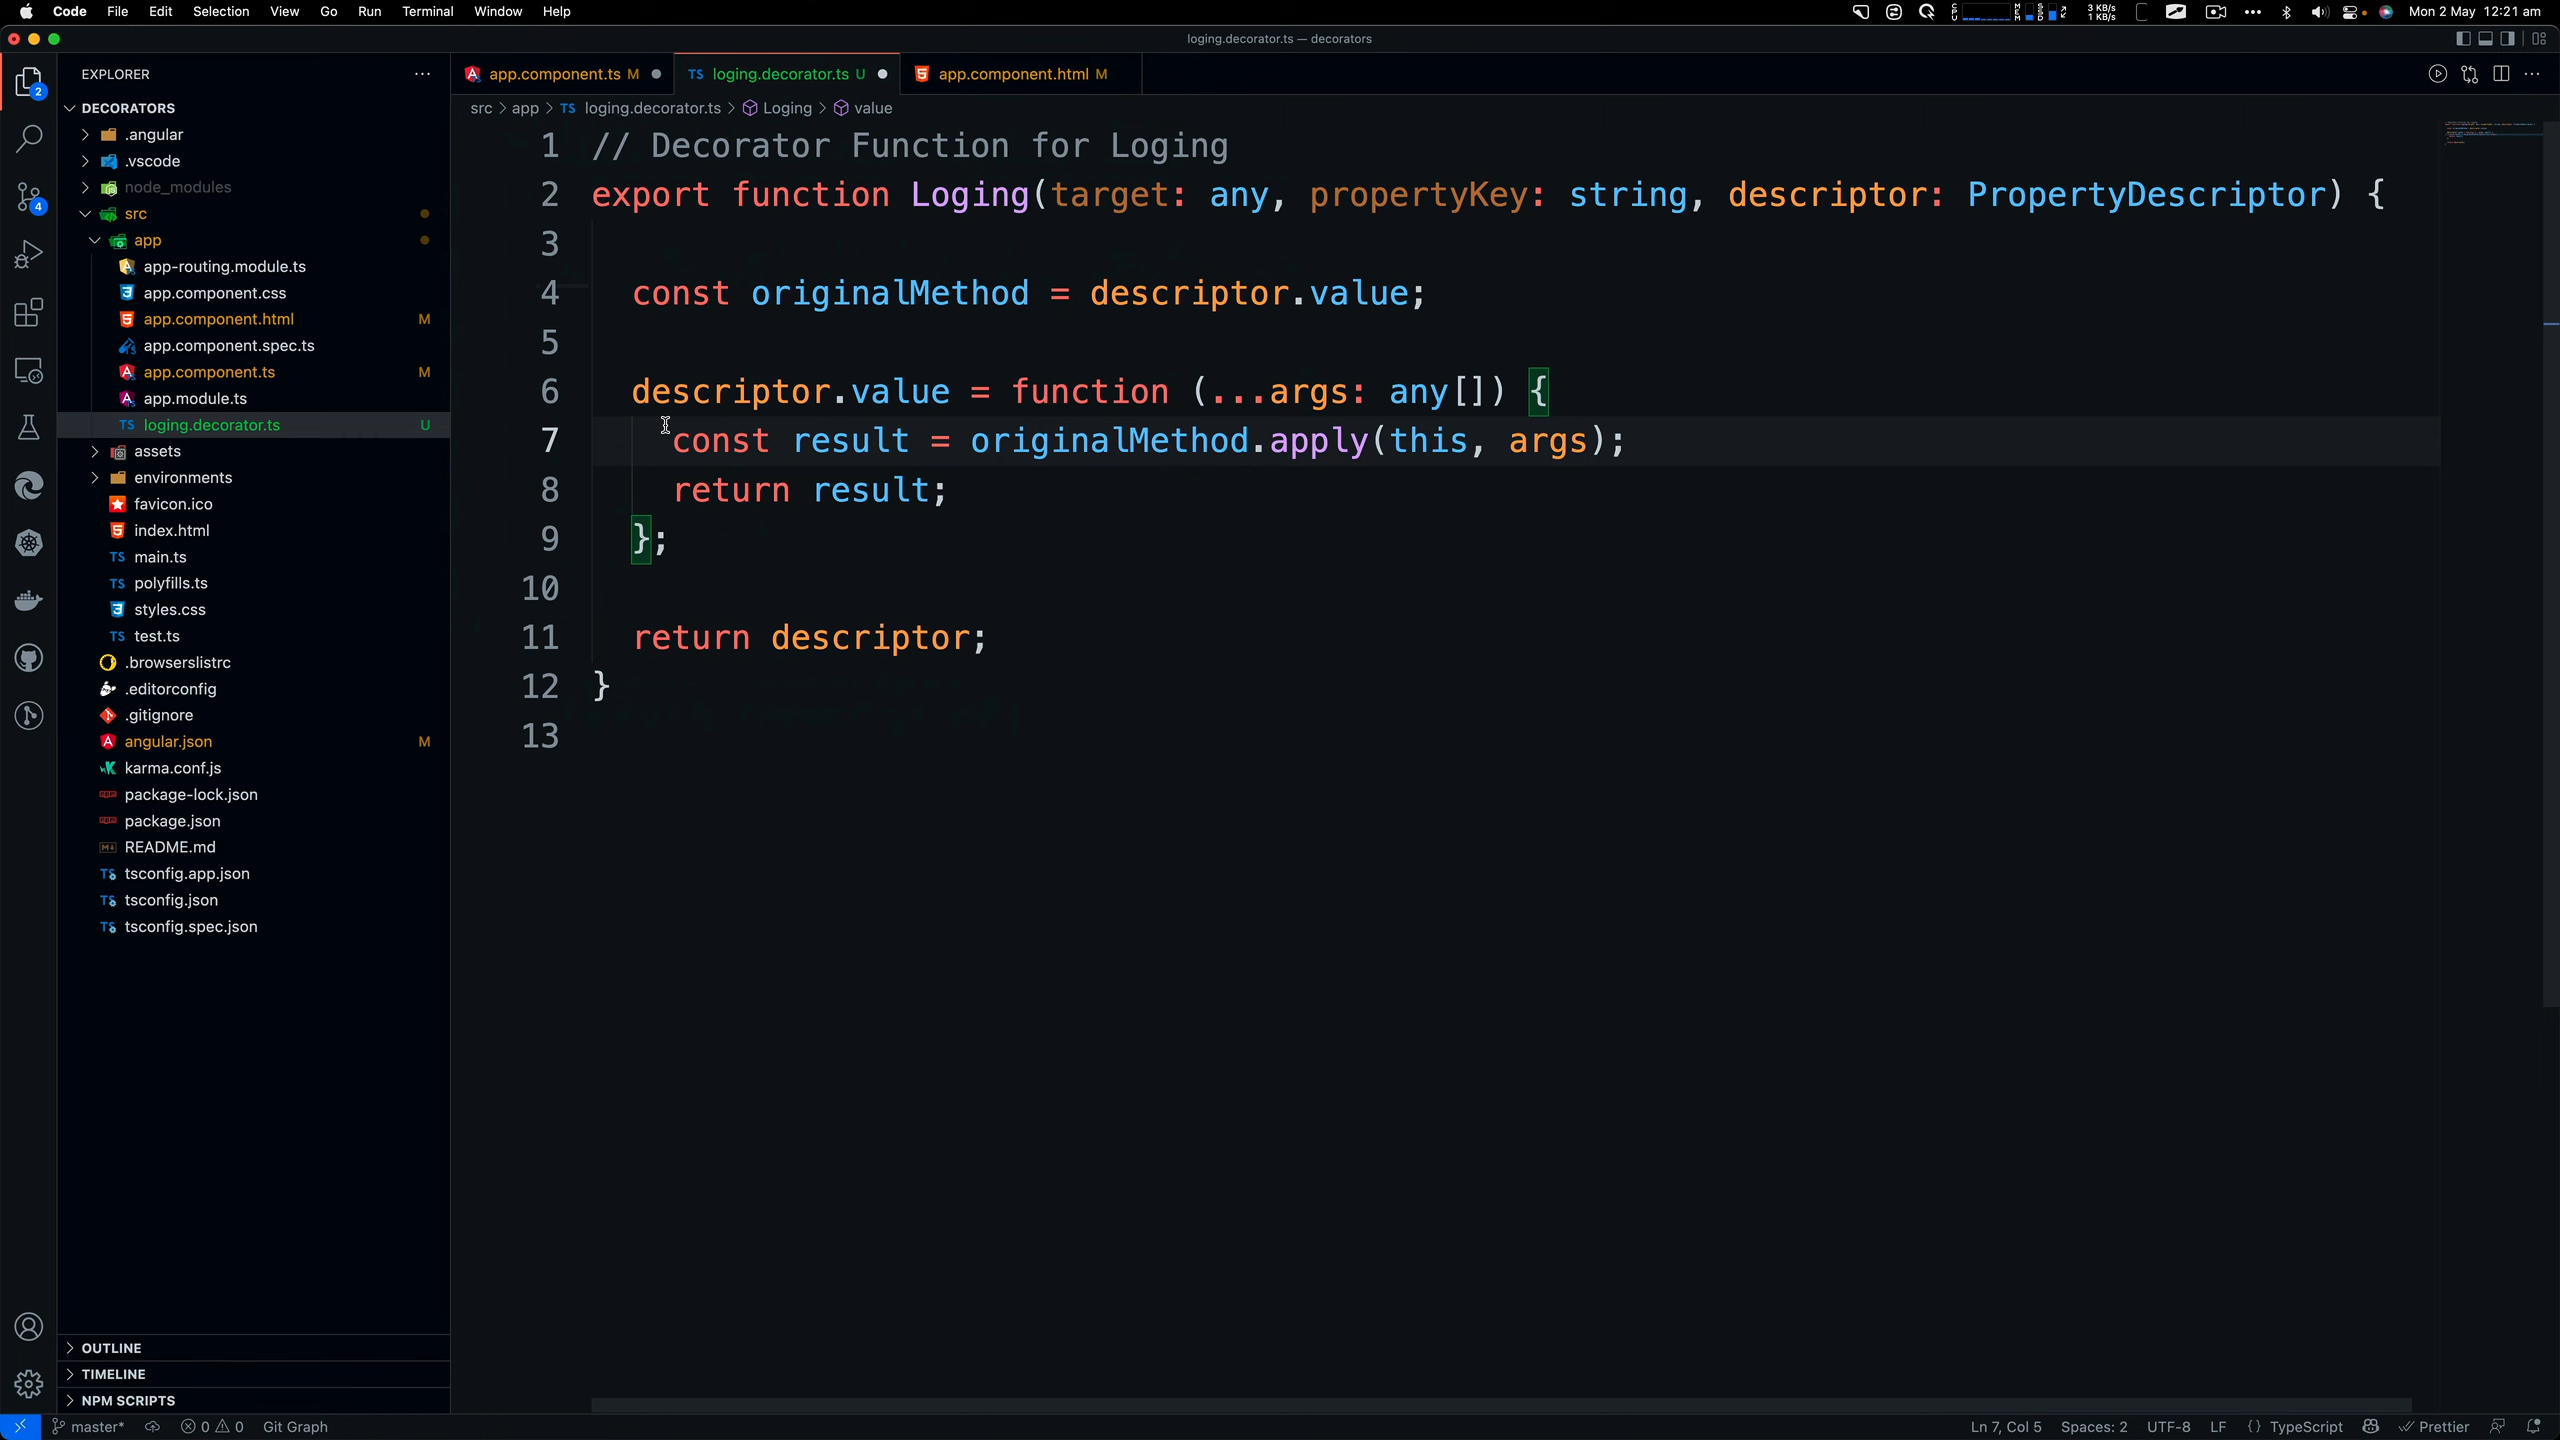 Code File Edit Selection View Go Run Terminal Window Help
3 KB/s
1 KB/s
Mon 2 May 12:21 am
loging.decorator.ts — decorators
EXPLORER
app.component.ts M
TS loging.decorator.ts U
app.component.html M
src > app > TS loging.decorator.ts > Loging > value
DECORATORS
.angular
.vscode
node_modules
src
app
app-routing.module.ts
app.component.css
app.component.html M
app.component.spec.ts
app.component.ts M
app.module.ts
TS loging.decorator.ts U
assets
environments
favicon.ico
index.html
TS main.ts
TS polyfills.ts
styles.css
TS test.ts
.browserslistrc
.editorconfig
.gitignore
angular.json M
karma.conf.js
package-lock.json
package.json
README.md
tsconfig.app.json
tsconfig.json
tsconfig.spec.json
OUTLINE
TIMELINE
NPM SCRIPTS
1 // Decorator Function for Loging
2 export function Loging(target: any, propertyKey: string, descriptor: PropertyDescriptor) {
3
4 const originalMethod = descriptor.value;
5
6 descriptor.value = function (...args: any[]) {
7 const result = originalMethod.apply(this, args);
8 return result;
9 };
10
11 return descriptor;
12 }
13
2
4
master* 0 0 Git Graph
Ln 7, Col 5 Spaces: 2 UTF-8 LF {} TypeScript Prettier